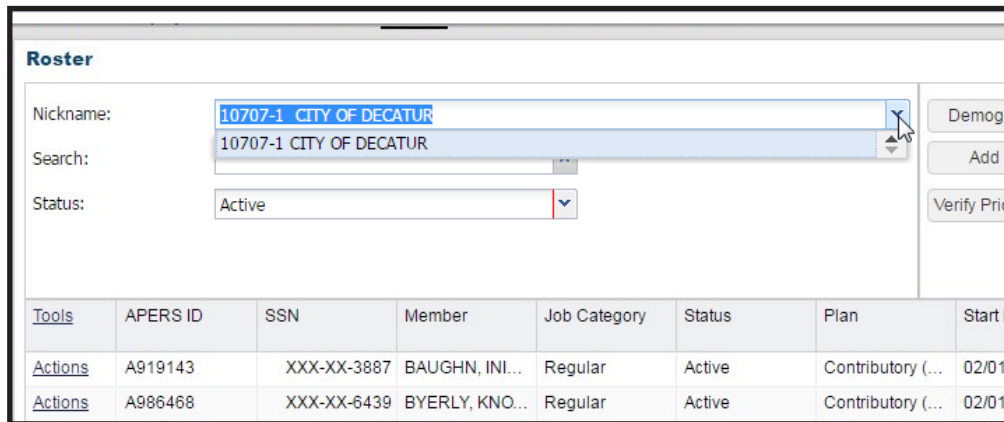 Roster
Nickname: 10707-1 CITY OF DECATUR
10707-1 CITY OF DECATUR
Search:
Status: Active
Demog
Add
Verify Pri
Tools APERS ID SSN Member Job Category Status Plan Start
Actions A919143 XXX-XX-3887 BAUGHN, INI... Regular Active Contributory (... 02/01
Actions A986468 XXX-XX-6439 BYERLY, KNO... Regular Active Contributory (... 02/01